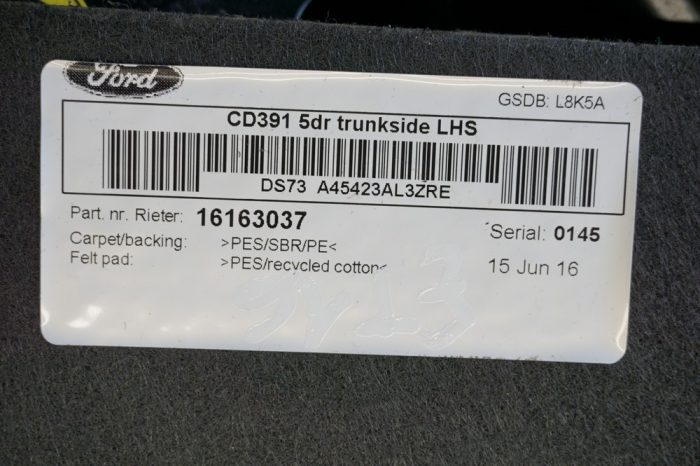 Ford
GSDB: L8K5A
CD391 5dr trunkside LHS
DS73 A45423AL3ZRE
Part. nr. Rieter: 16163037
Serial: 0145
Carpet/backing: >PES/SBR/PE<
Felt pad: >PES/recycled cotton<
15 Jun 16